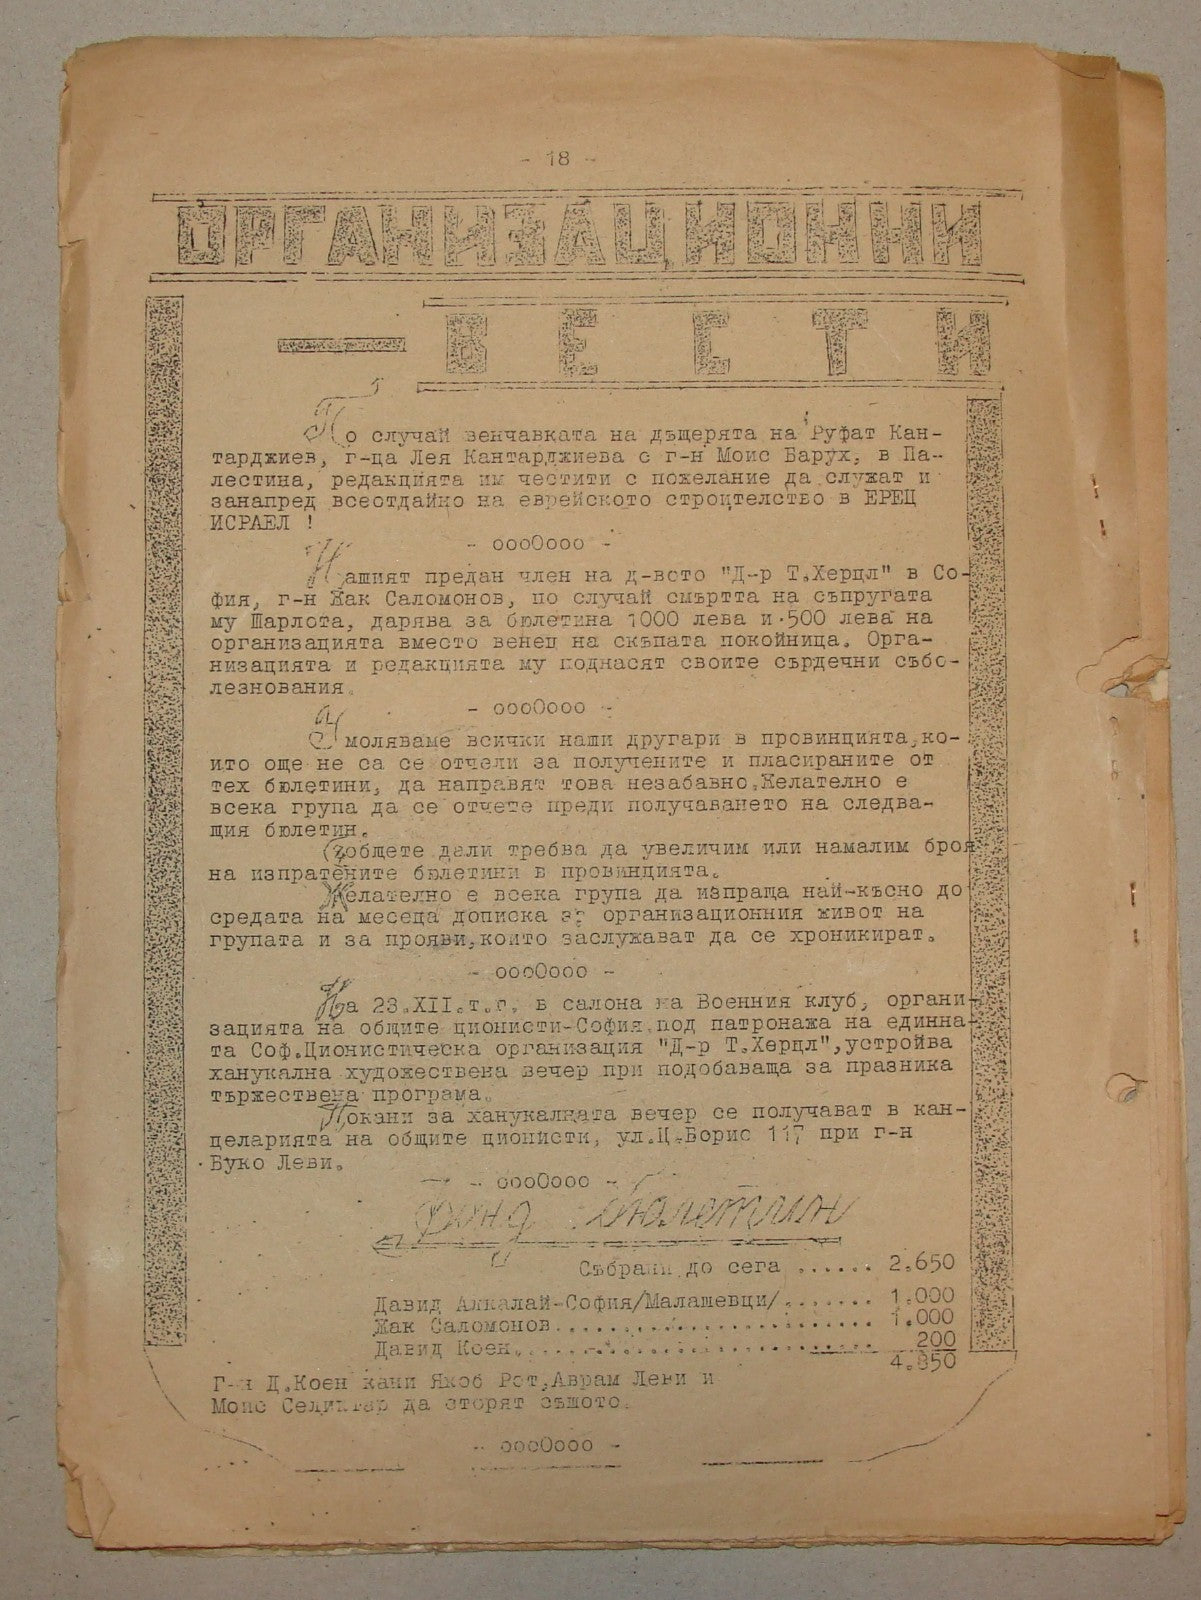 - 18 -
ОРГАНИЗАЦИОННИ
ВЕСТИ
По случай венчавката на дъщерята на Руфат Кан-
тарджиев, г-ца Лея Кантарджиева с г-н Моис Барух, в Па-
лестина, редакцията им честити с пожелание да служат и
занапред всеотдайно на еврейското строителство в ЕРЕЦ
ИСРАЕЛ !
- оооОооо -
Нашият предан член на д-вото "Д-р Т.Херцл" в Со-
фия, г-н Жак Саломонов, по случай смъртта на съпругата
му Шарлота, дарява за бюлетина 1000 лева и 500 лева на
организацията вместо венец на скъпата покойница. Орга-
низацията и редакцията му поднасят своите сърдечни събо-
лезнования.
- оооОооо -
Умоляваме всички наши другари в провинцията,ко-
ито още не са се отчели за получените и пласираните от
тех бюлетини, да направят това незабавно.Желателно е
всека група да се отчете преди получаването на следва-
щия бюлетин.
Съобщете дали требва да увеличим или намалим броя
на изпратените бюлетини в провинцията.
Желателно е всека група да изпраща най-късно до
средата на месеца дописка за организационния живот на
групата и за прояви,които заслужават да се хроникират.
- оооОооо -
На 23.XII.т.г. в салона на Военния клуб, органи-
зацията на общите ционисти-София,под патронажа на единна-
та Соф.Ционистическа организация "Д-р Т.Херцл",устройва
ханукална художествена вечер при подобаваща за празника
тържествена програма.
Покани за ханукалната вечер се получават в кан-
целарията на общите ционисти, ул.Ц.Борис 117 при г-н
Буко Леви.
- оооОооо -
Фонд бюлетин
Събрани до сега ...... 2.650
Давид Алкалай-София/Малашевци/....... 1.000
Жак Саломонов........................ 1.000
Давид Коен........................... 200
4.850
Г-н Д.Коен кани Якоб Рот,Аврам Леви и
Моис Селиктар да сторят същото.
- оооОооо -